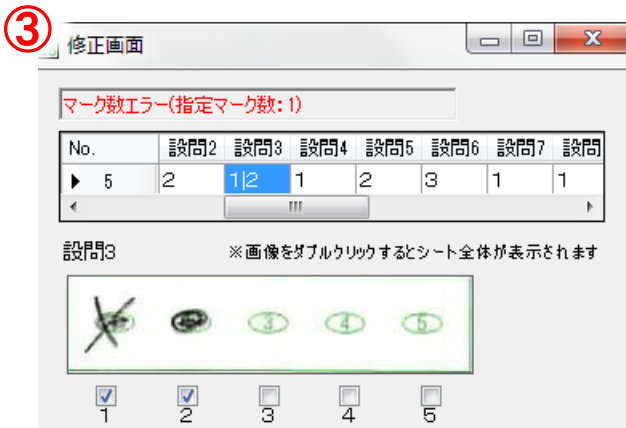 ③
修正画面
マーク数エラー(指定マーク数:1)
No. 設問2 設問3 設問4 設問5 設問6 設問7 設問
5 2 1|2 1 2 3 1 1
設問3 ※画像をダブルクリックするとシート全体が表示されます
3 4 5
1 2 3 4 5